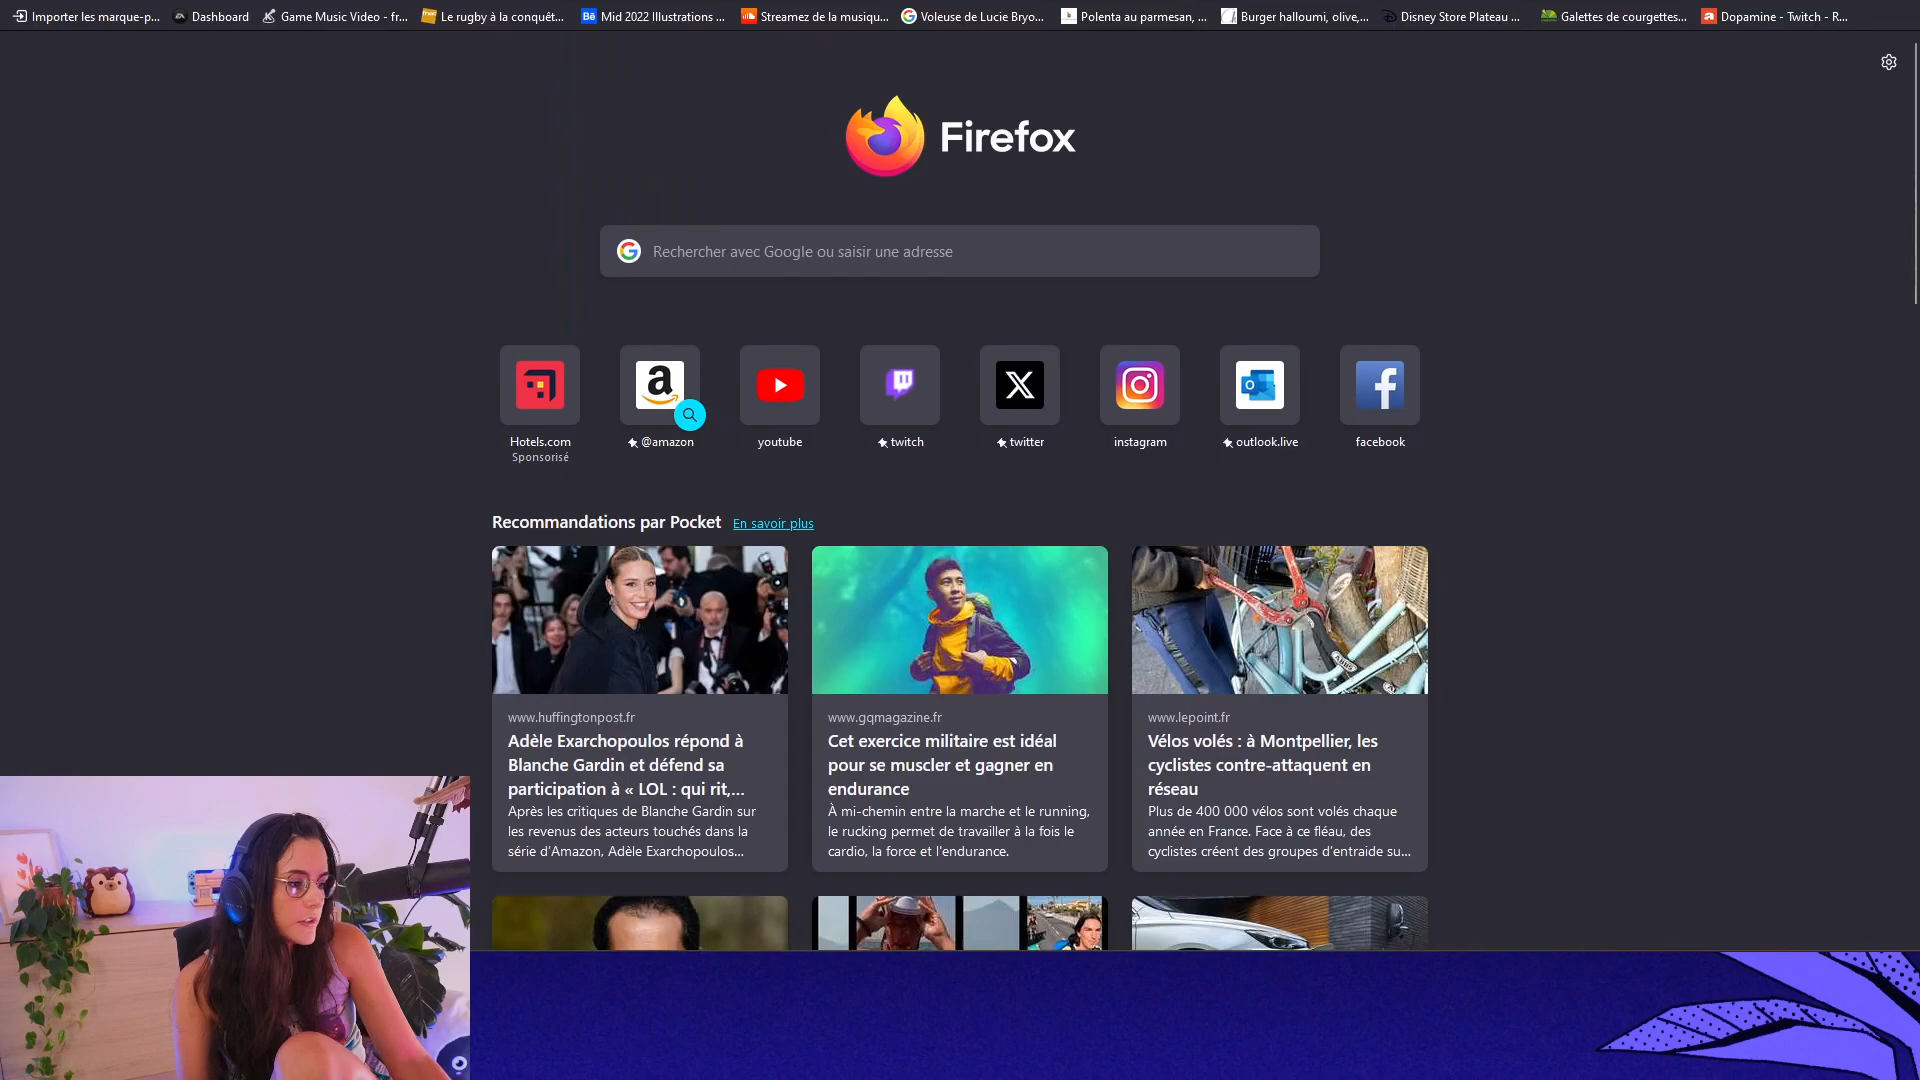 Importer les marque-p...
Dashboard
Game Music Video - fr...
Le rugby à la conquêt...
Mid 2022 Illustrations ...
Streamez de la musiqu...
Voleuse de Lucie Bryo...
Polenta au parmesan, ...
Burger halloumi, olive,...
Disney Store Plateau ...
Galettes de courgettes...
Dopamine - Twitch - R...
Firefox
Rechercher avec Google ou saisir une adresse
Hotels.com
Sponsorisé
@amazon
youtube
twitch
twitter
instagram
outlook.live
facebook
Recommandations par Pocket En savoir plus
www.huffingtonpost.fr
Adèle Exarchopoulos répond à
Blanche Gardin et défend sa
participation à « LOL : qui rit,...
Après les critiques de Blanche Gardin sur
les revenus des acteurs touchés dans la
série d'Amazon, Adèle Exarchopoulos...
www.gqmagazine.fr
Cet exercice militaire est idéal
pour se muscler et gagner en
endurance
À mi-chemin entre la marche et le running,
le rucking permet de travailler à la fois le
cardio, la force et l'endurance.
www.lepoint.fr
Vélos volés : à Montpellier, les
cyclistes contre-attaquent en
réseau
Plus de 400 000 vélos sont volés chaque
année en France. Face à ce fléau, des
cyclistes créent des groupes d'entraide su...